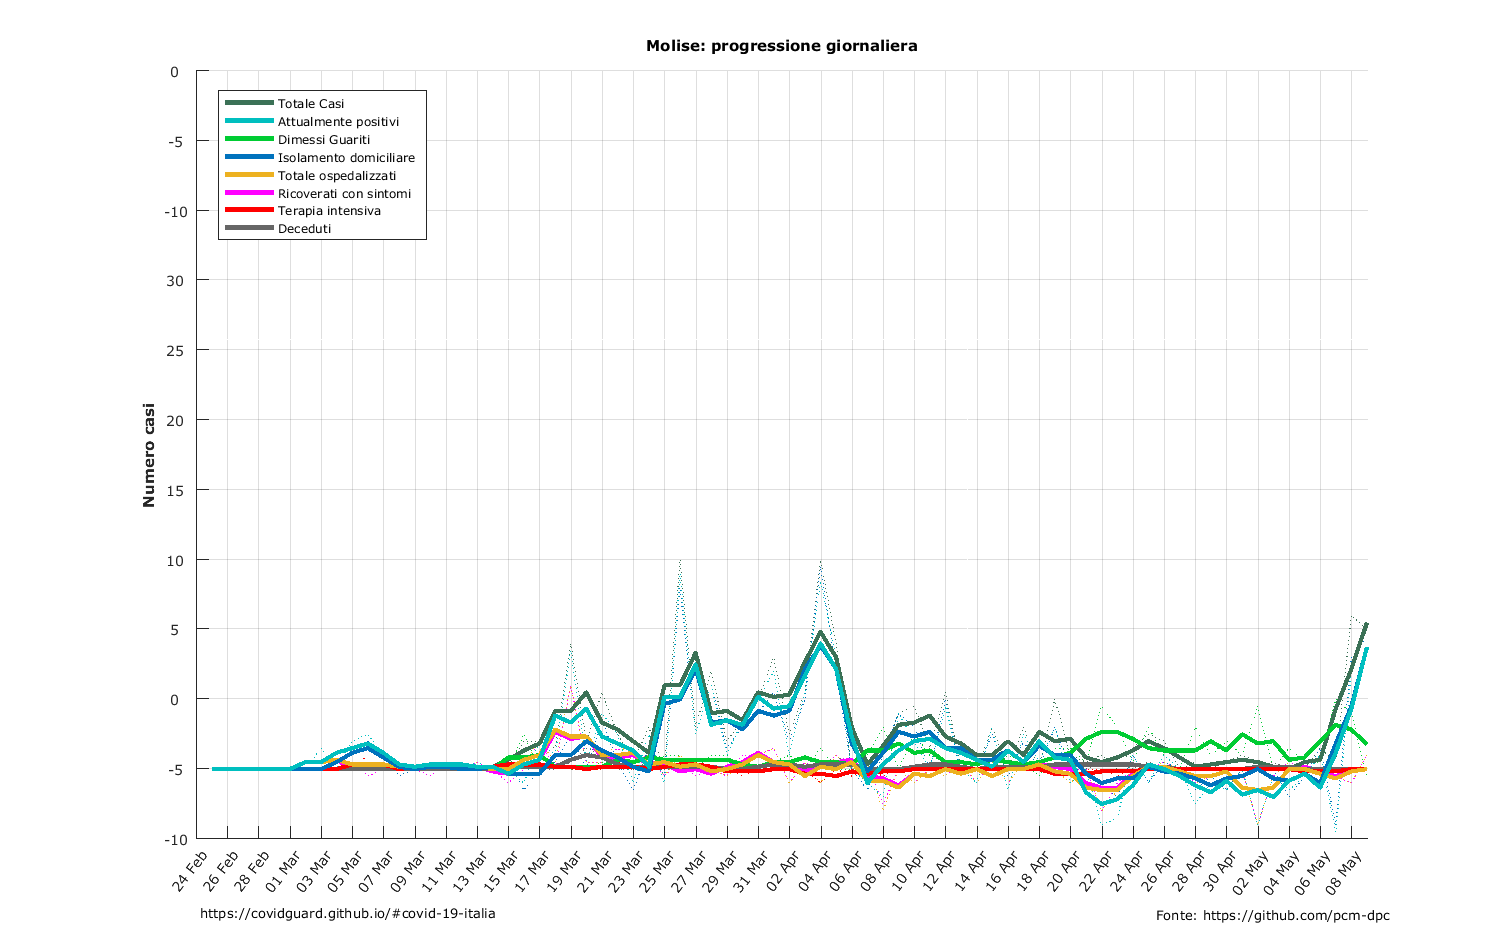 Molise: progressione giornaliera
0
-5
-10
30
25
20
15
10
5
0
-5
-10
Numero casi
Totale Casi
Attualmente positivi
Dimessi Guariti
Isolamento domiciliare
Totale ospedalizzati
Ricoverati con sintomi
Terapia intensiva
Deceduti
24 Feb
26 Feb
28 Feb
01 Mar
03 Mar
05 Mar
07 Mar
09 Mar
11 Mar
13 Mar
15 Mar
17 Mar
19 Mar
21 Mar
23 Mar
25 Mar
27 Mar
29 Mar
31 Mar
02 Apr
04 Apr
06 Apr
08 Apr
10 Apr
12 Apr
14 Apr
16 Apr
18 Apr
20 Apr
22 Apr
24 Apr
26 Apr
28 Apr
30 Apr
02 May
04 May
06 May
08 May
https://covidguard.github.io/#covid-19-italia
Fonte: https://github.com/pcm-dpc